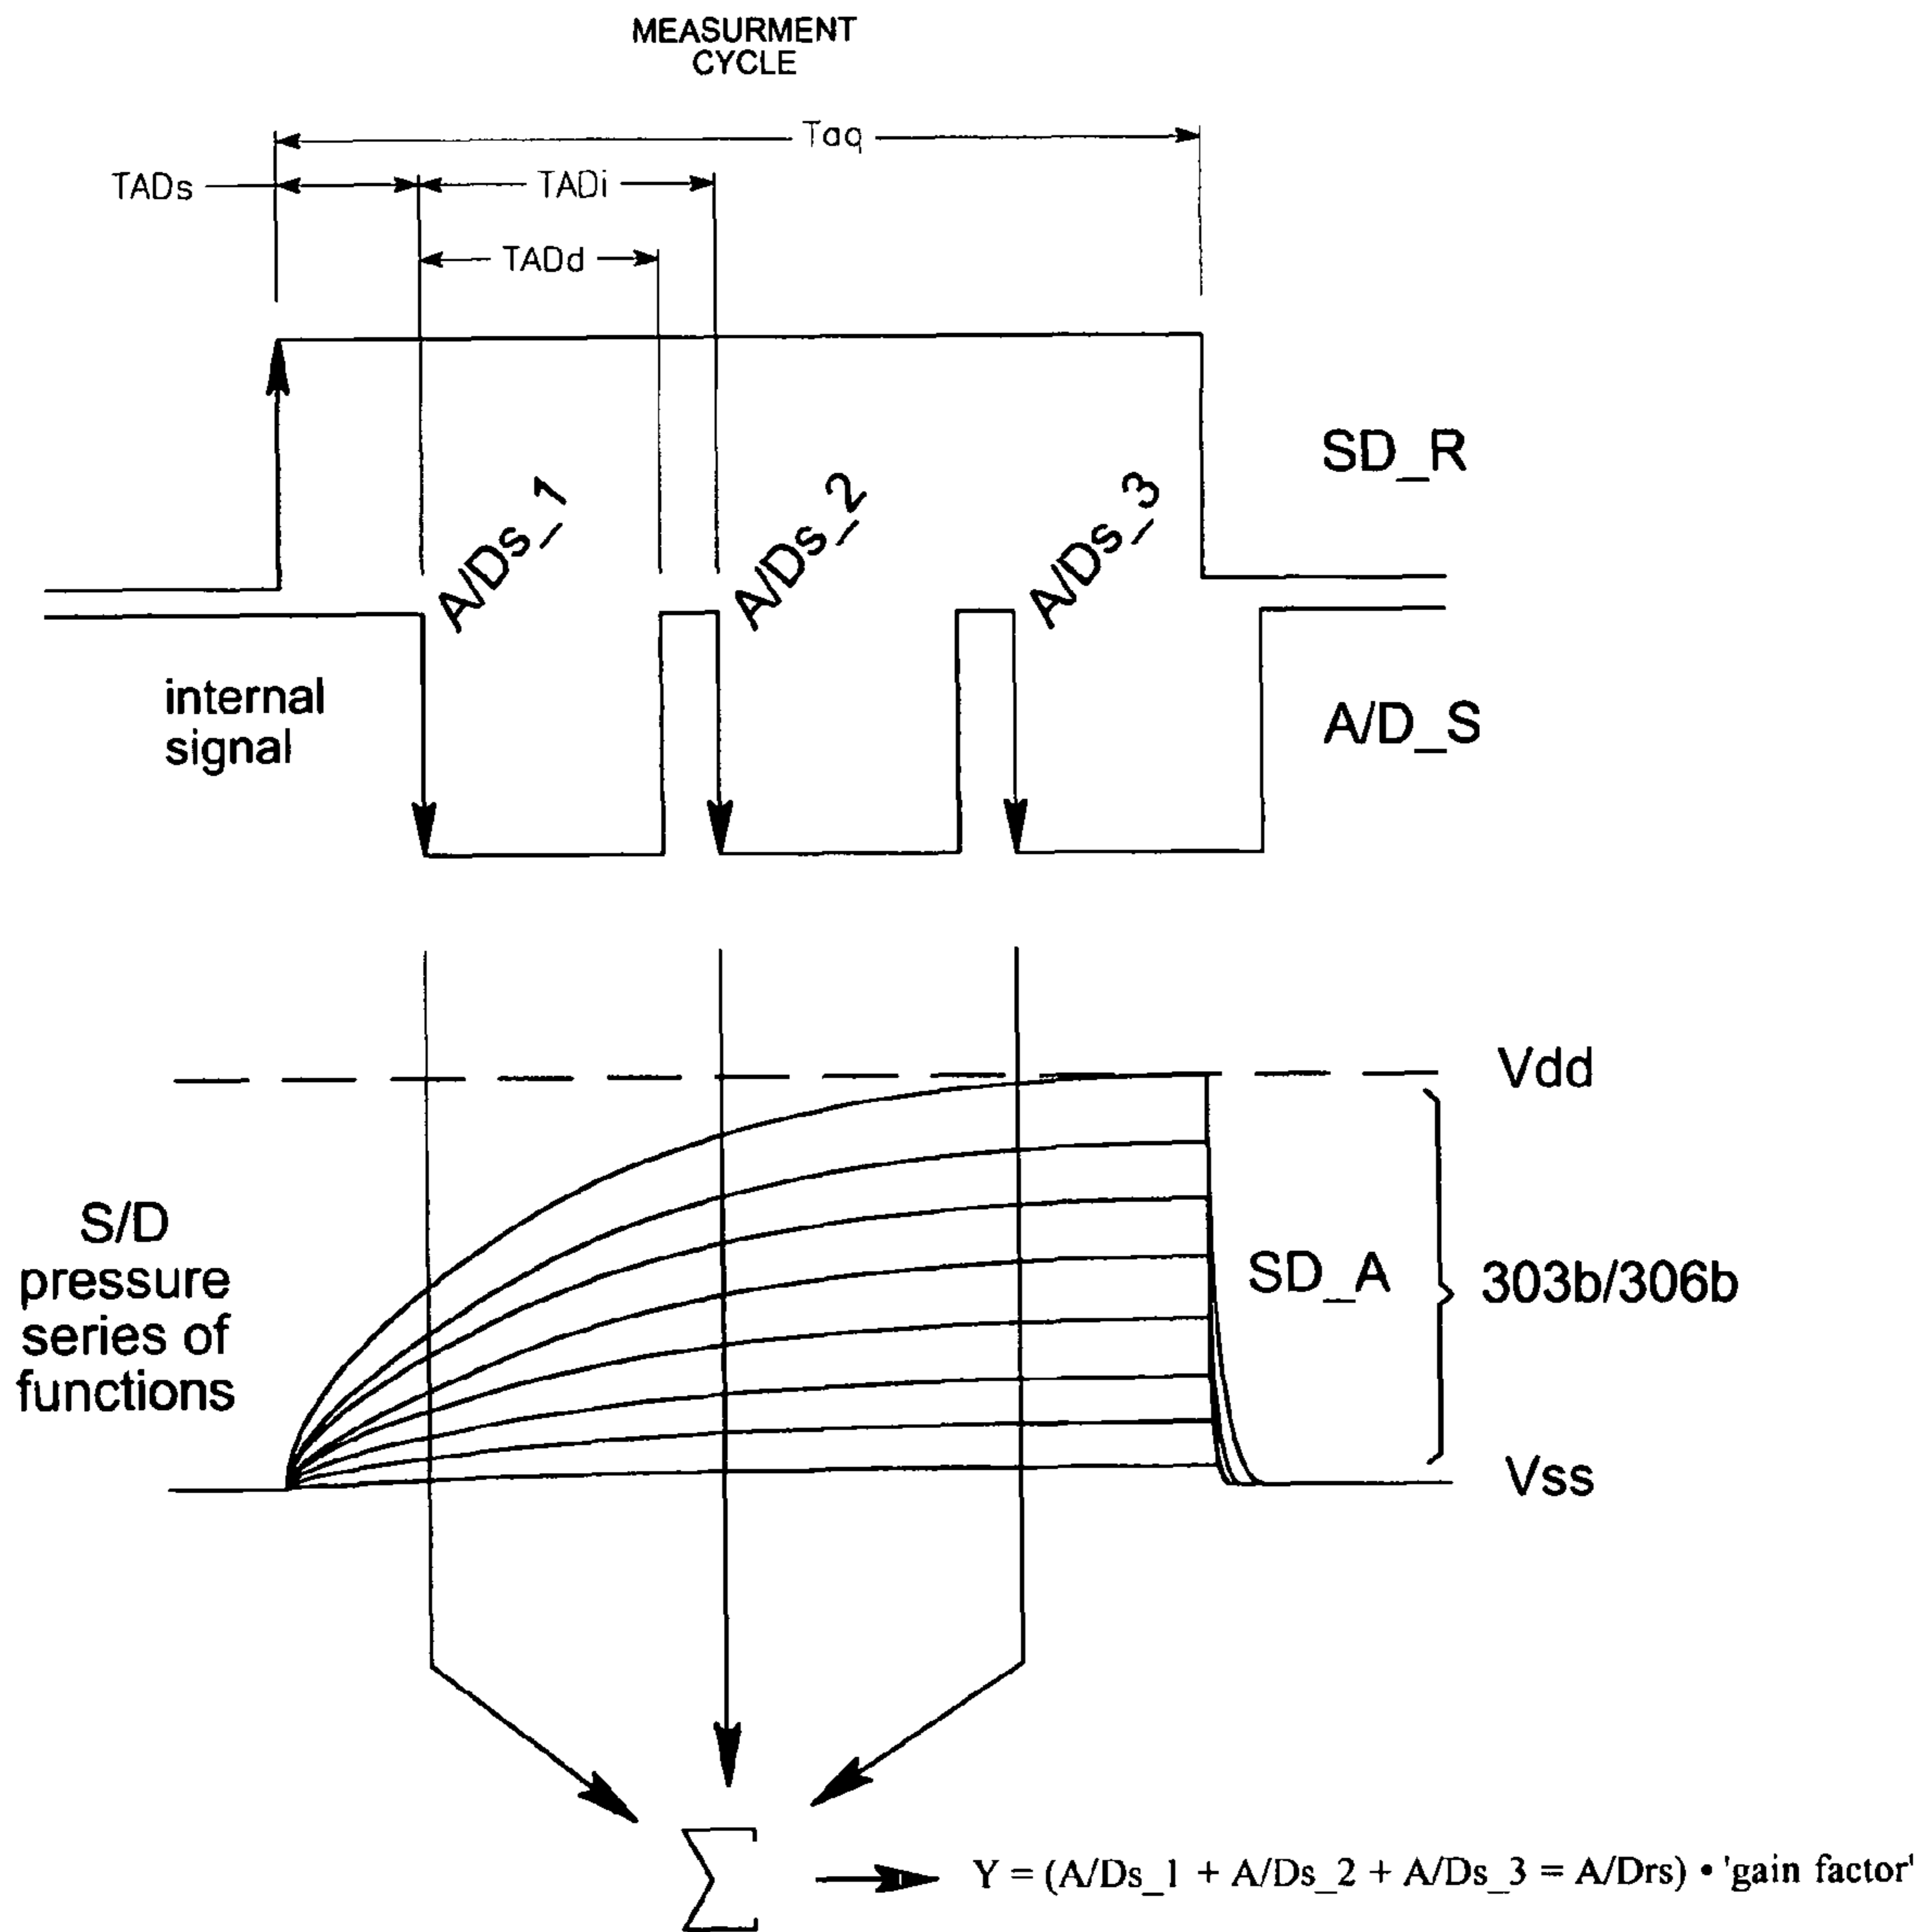 MEASURMENT
CYCLE
Taq
TADs
TADi
TADd
SD_R
A/Ds_1
A/Ds_2
A/Ds_3
internal
signal
A/D_S
Vdd
S/D
pressure
series of
functions
SD_A
303b/306b
Vss
∑
Y = (A/Ds_1 + A/Ds_2 + A/Ds_3 = A/Drs) • 'gain factor'